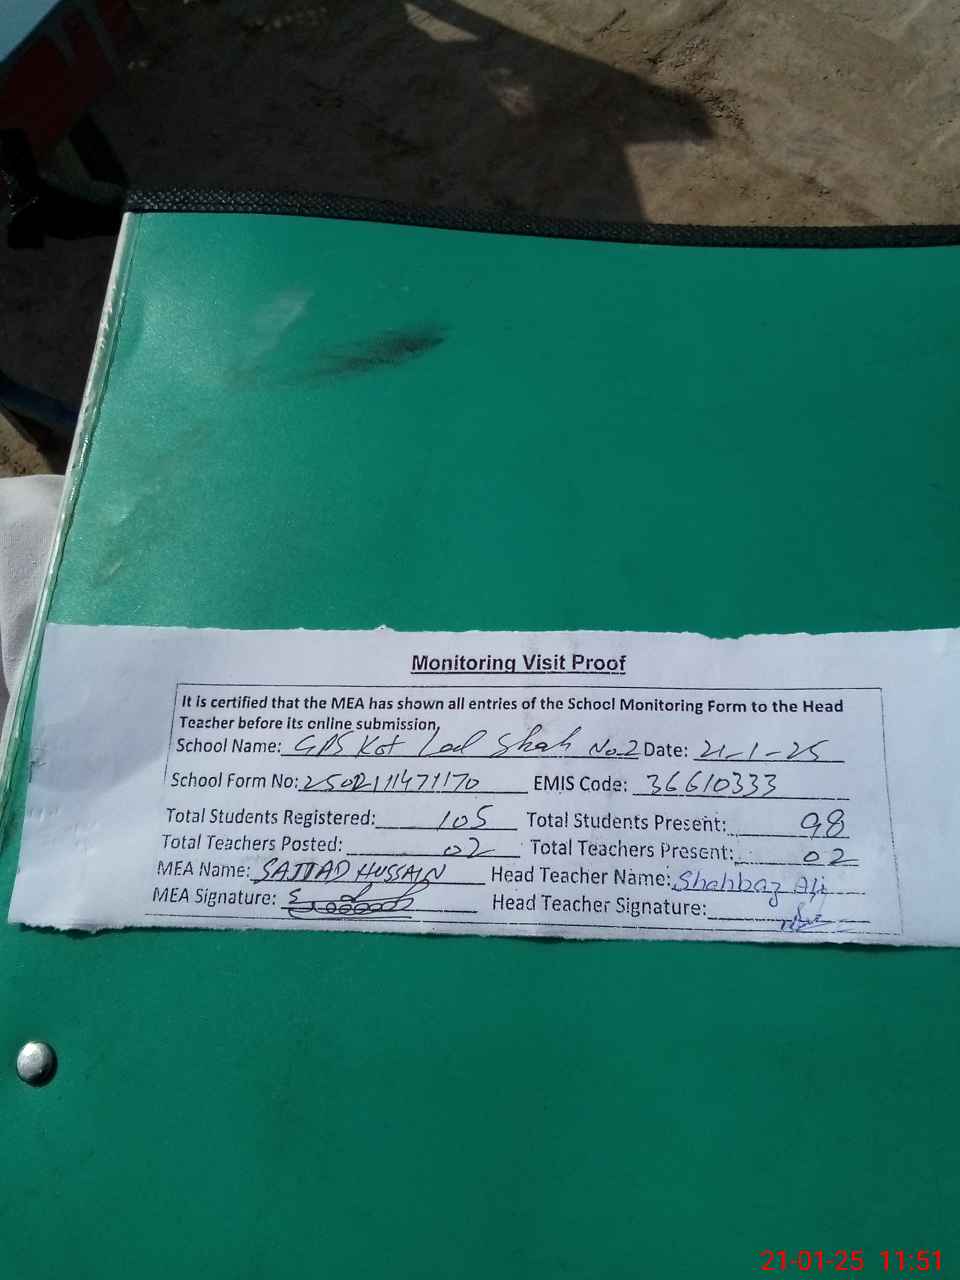 Monitoring Visit Proof
It is certified that the MEA has shown all entries of the School Monitoring Form to the Head
Teacher before its online submission,
School Name: GPS Kot Lal Shah No.2 Date: 21-1-25
School Form No: 2501211471170 EMIS Code: 36610333
Total Students Registered: 105 Total Students Present: 98
Total Teachers Posted: 02 Total Teachers Present: 02
MEA Name: SAJJAD HUSSAIN Head Teacher Name: Shahbaz Ali
MEA Signature: Head Teacher Signature:
21-01-25 11:51